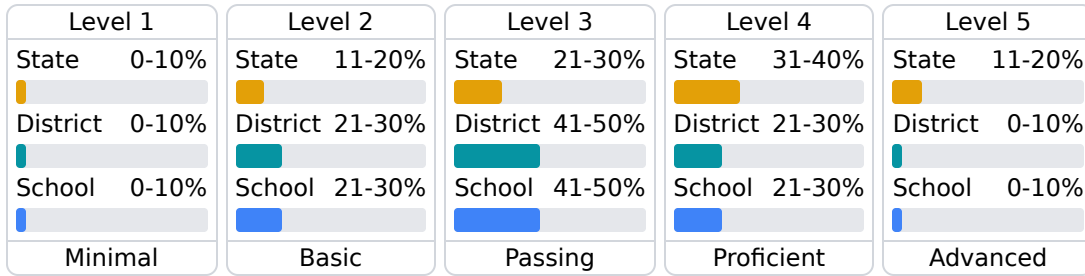 Level 1
State 0-10%
District 0-10%
School 0-10%
Minimal
Level 2
State 11-20%
District 21-30%
School 21-30%
Basic
Level 3
State 21-30%
District 41-50%
School 41-50%
Passing
Level 4
State 31-40%
District 21-30%
School 21-30%
Proficient
Level 5
State 11-20%
District 0-10%
School 0-10%
Advanced